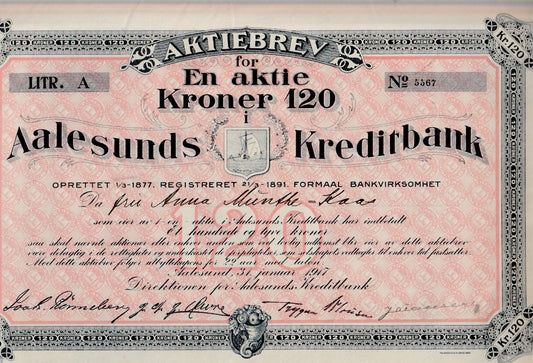 AKTIEBREV
Kr. 120
for
LITR. A
En aktie
No 5567
Kroner 120
i
Aalesunds Kreditbank
OPRETTET 1/3-1877. REGISTRERET 21/3-1891. FORMAAL BANKVIRKSOMHET
Da fru Anna Munthe-Kaas
som eier av 1 en aktie i Aalesunds Kreditbank har indbetalt
Et hundrede og tyve kroner
saa skal nævnte aktionær eller enhver anden som ved lovlig adkomst blir eier av dette aktiebrev
være delagtig i de rettigheter og underkastet de forpligtelser som selskapets vedtægter til enhver tid fastsætter.
Med dette aktiebrev følger utbyttekupons for 22 aar med talon
Aalesund, 31. januar 1917
Direktionen for Aalesunds Kreditbank
Kr. 120